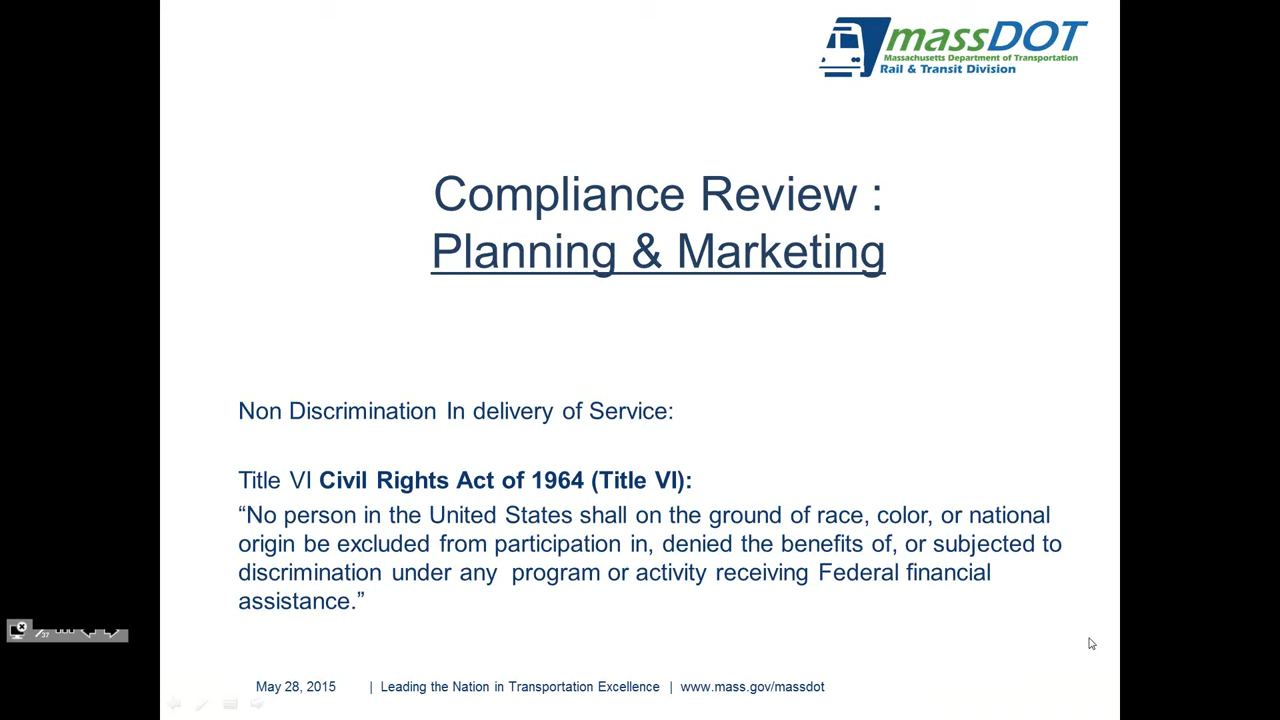 massDOT
Massachusetts Department of Transportation
Rail & Transit Division
Compliance Review :
Planning & Marketing
Non Discrimination In delivery of Service:
Title VI Civil Rights Act of 1964 (Title VI):
“No person in the United States shall on the ground of race, color, or national
origin be excluded from participation in, denied the benefits of, or subjected to
discrimination under any  program or activity receiving Federal financial
assistance.”
37
May 28, 2015 | Leading the Nation in Transportation Excellence | www.mass.gov/massdot